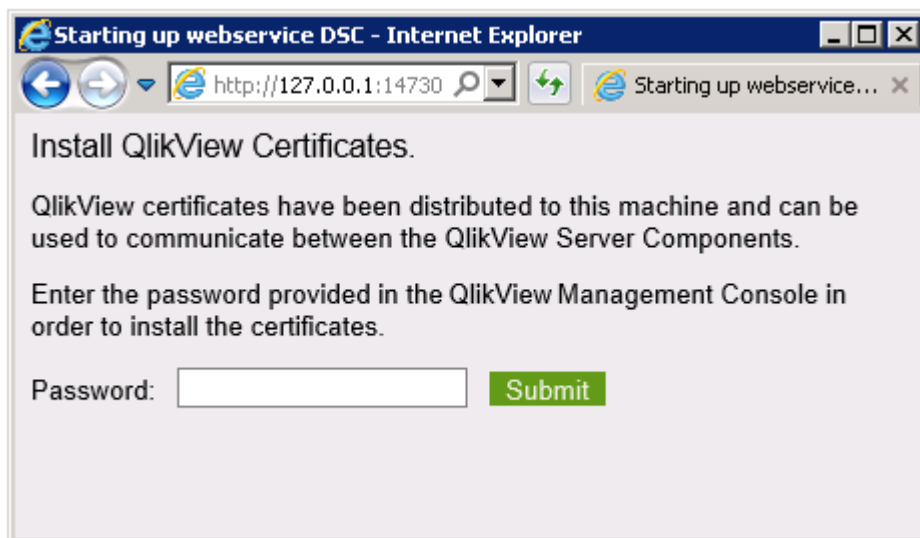 Starting up webservice DSC - Internet Explorer
http://127.0.0.1:14730
Starting up webservice...
Install QlikView Certificates.
QlikView certificates have been distributed to this machine and can be
used to communicate between the QlikView Server Components.
Enter the password provided in the QlikView Management Console in
order to install the certificates.
Password:
Submit